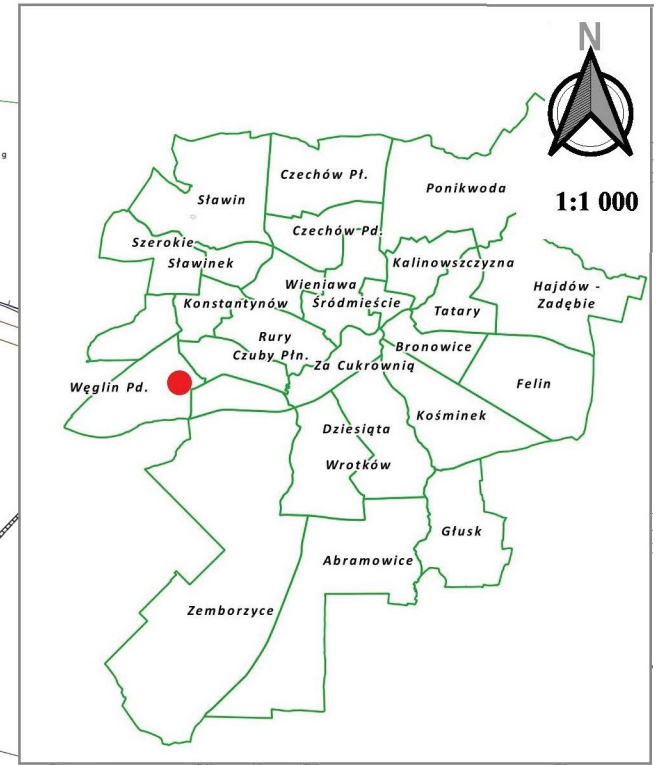 N
1:1 000
Czechów Pł.
Sławin
Ponikwoda
Czechów Pd.
Szerokie
Sławinek
Kalinowszczyzna
Wieniawa
Hajdów -
Zadębie
Konstantynów
Śródmieście
Tatary
Rury
Czuby Płn.
Bronowice
Za Cukrownią
Węglin Pd.
Felin
Kośminek
Dziesiąta
Wrotków
Głusk
Abramowice
Zemborzyce
g